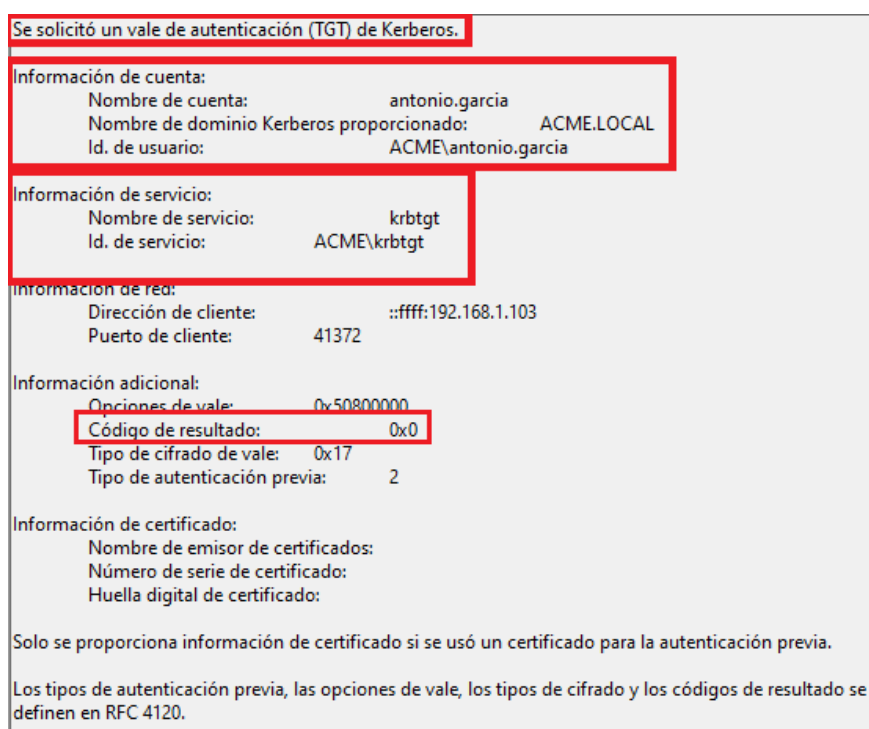 Se solicitó un vale de autenticación (TGT) de Kerberos.
Información de cuenta:
Nombre de cuenta: antonio.garcia
Nombre de dominio Kerberos proporcionado: ACME.LOCAL
Id. de usuario: ACME\antonio.garcia
Información de servicio:
Nombre de servicio: krbtgt
Id. de servicio: ACME\krbtgt
Información de red:
Dirección de cliente: ::ffff:192.168.1.103
Puerto de cliente: 41372
Información adicional:
Opciones de vale: 0x50800000
Código de resultado: 0x0
Tipo de cifrado de vale: 0x17
Tipo de autenticación previa: 2
Información de certificado:
Nombre de emisor de certificados:
Número de serie de certificado:
Huella digital de certificado:
Solo se proporciona información de certificado si se usó un certificado para la autenticación previa.
Los tipos de autenticación previa, las opciones de vale, los tipos de cifrado y los códigos de resultado se
definen en RFC 4120.